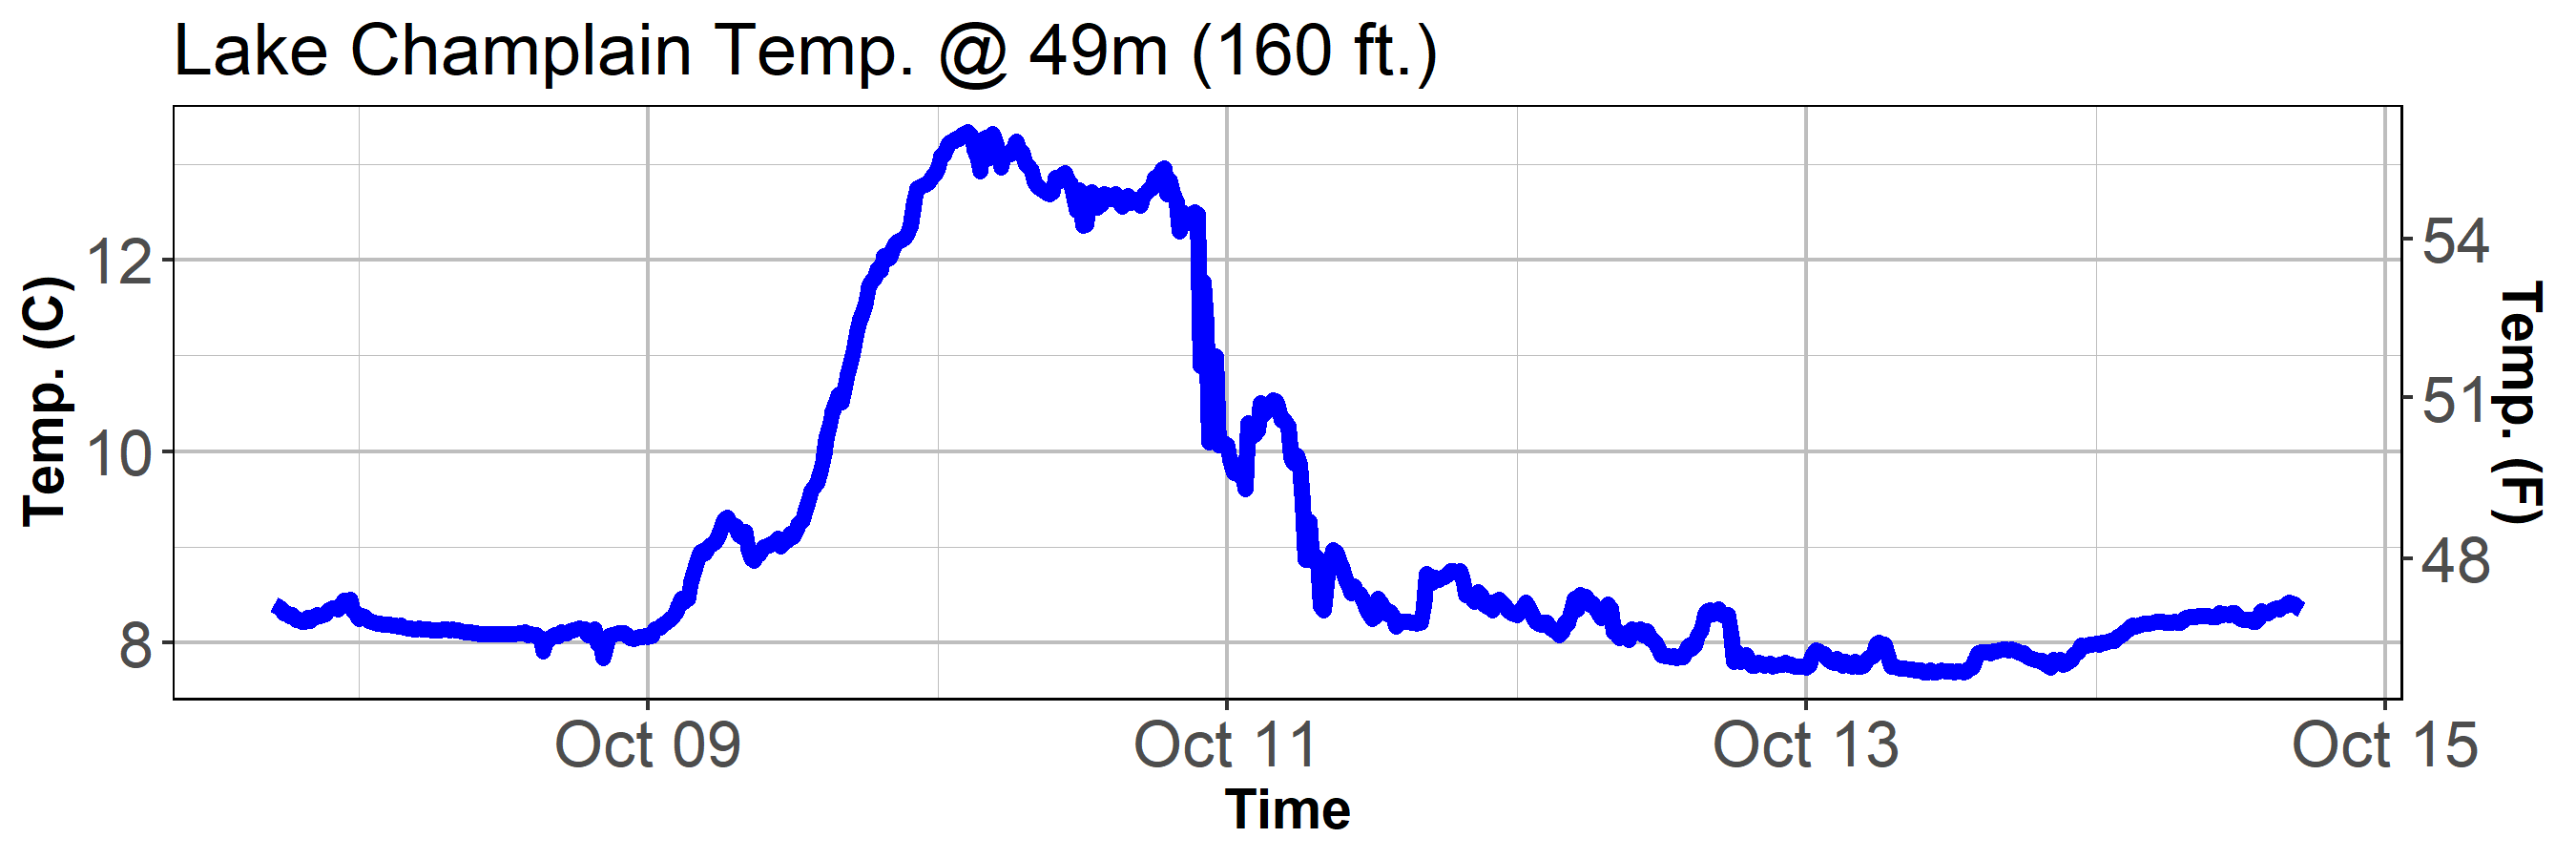 Lake Champlain Temp. @ 49m (160 ft.)
Temp. (C)
12
10
8
54
51
48
Temp. (F)
Oct 09
Oct 11
Oct 13
Oct 15
Time